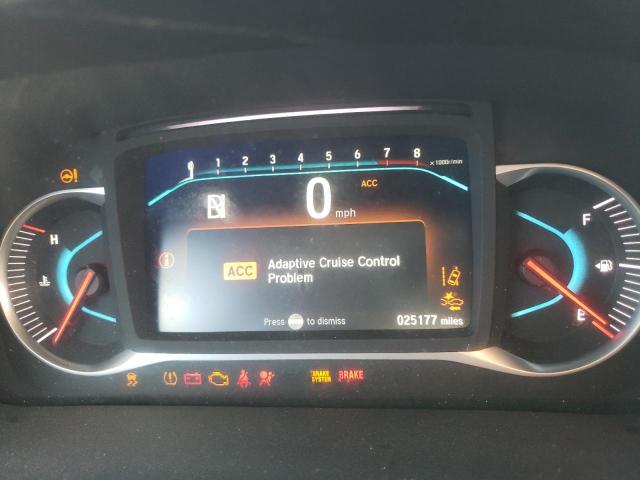 0 1 2 3 4 5 6 7 8 x1000r/min
0 mph
ACC
H
F
ACC Adaptive Cruise Control
Problem
E
Press to dismiss
025177 miles
BRAKE
SYSTEM
BRAKE